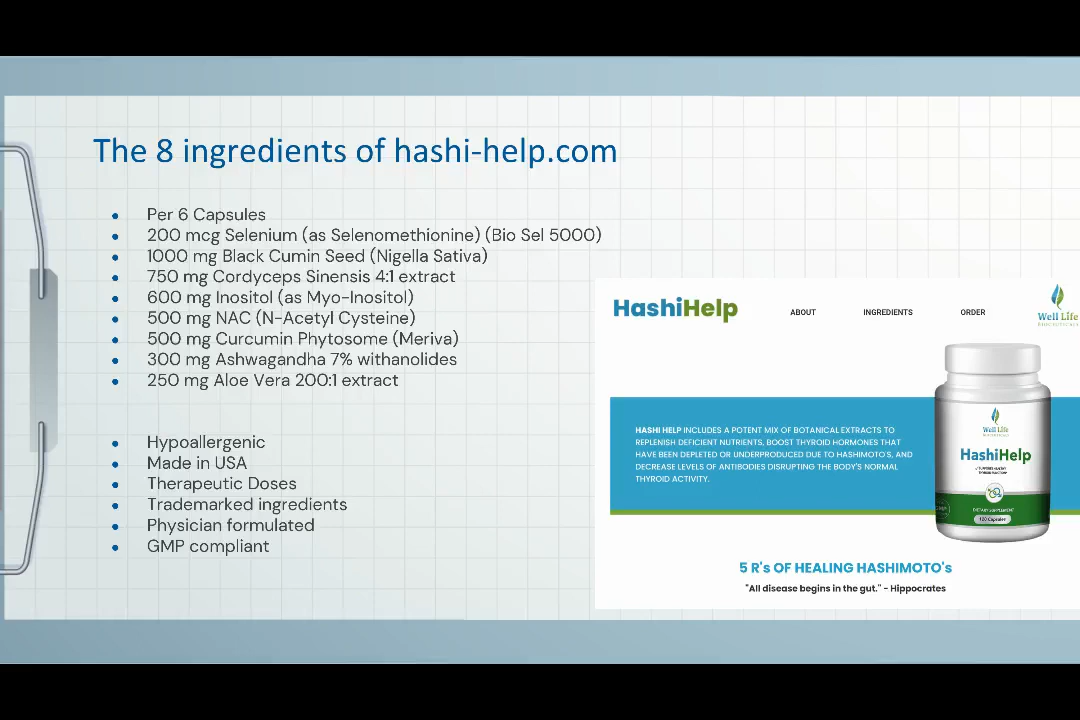 The 8 ingredients of hashi-help.com
Per 6 Capsules
200 mcg Selenium (as Selenomethionine) (Bio Sel 5000)
1000 mg Black Cumin Seed (Nigella Sativa)
750 mg Cordyceps Sinensis 4:1 extract
600 mg Inositol (as Myo-Inositol)
500 mg NAC (N-Acetyl Cysteine)
500 mg Curcumin Phytosome (Meriva)
300 mg Ashwagandha 7% withanolides
250 mg Aloe Vera 200:1 extract
Hypoallergenic
Made in USA
Therapeutic Doses
Trademarked ingredients
Physician formulated
GMP compliant
HashiHelp
ABOUT
INGREDIENTS
ORDER
Well Life
HASHI HELP INCLUDES A POTENT MIX OF BOTANICAL EXTRACTS TO
REPLENISH DEFICIENT NUTRIENTS, BOOST THYROID HORMONES THAT
HAVE BEEN DEPLETED OR UNDERPRODUCED DUE TO HASHIMOTO'S, AND
DECREASE LEVELS OF ANTIBODIES DISRUPTING THE BODY'S NORMAL
THYROID ACTIVITY.
Well Life
HashiHelp
DIETARY SUPPLEMENT
120 Capsules
5 R's OF HEALING HASHIMOTO's
"All disease begins in the gut." - Hippocrates